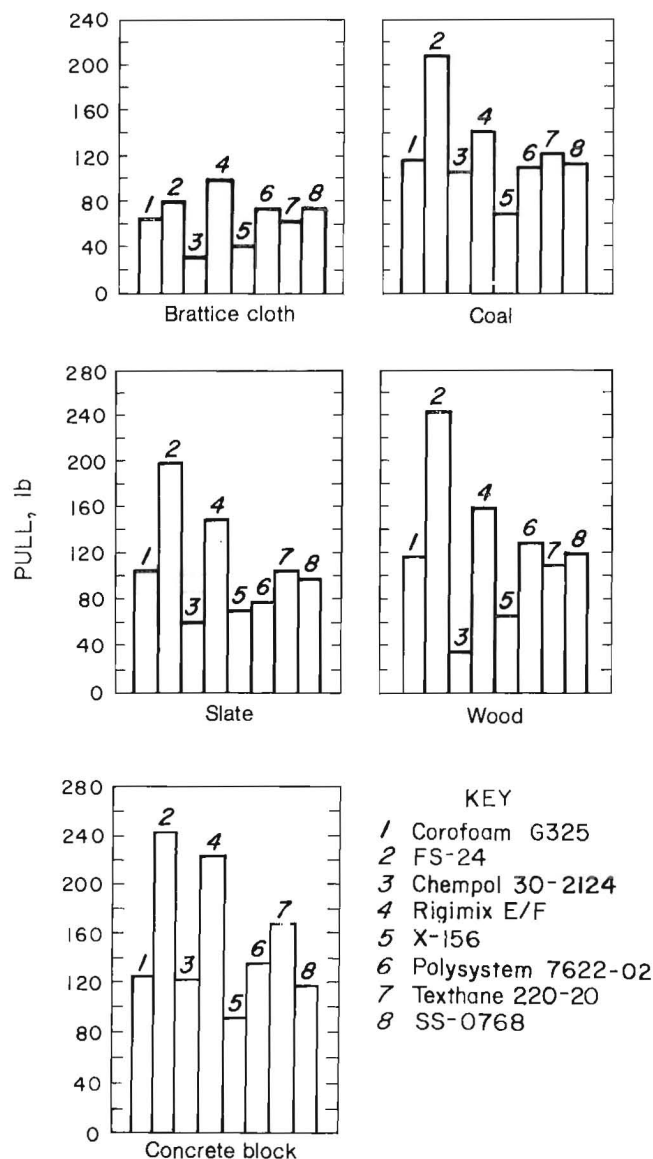 240
200
160
120
80
40
0
1 2 3 4 5 6 7 8
Brattice cloth
1 2 3 4 5 6 7 8
Coal
PULL, lb
280
240
200
160
120
80
40
0
1 2 3 4 5 6 7 8
Slate
1 2 3 4 5 6 7 8
Wood
280
240
200
160
120
80
40
0
1 2 3 4 5 6 7 8
Concrete block
KEY
1 Corofoam G325
2 FS-24
3 Chempol 30-2124
4 Rigimix E/F
5 X-156
6 Polysystem 7622-02
7 Texthane 220-20
8 SS-0768